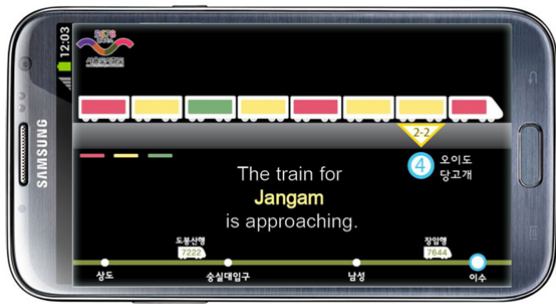 12:03
SAMSUNG
2-2
4
오이도
당고개
The train for
Jangam
is approaching.
도봉산행
7222
장암행
7644
상도
숭실대입구
남성
이수